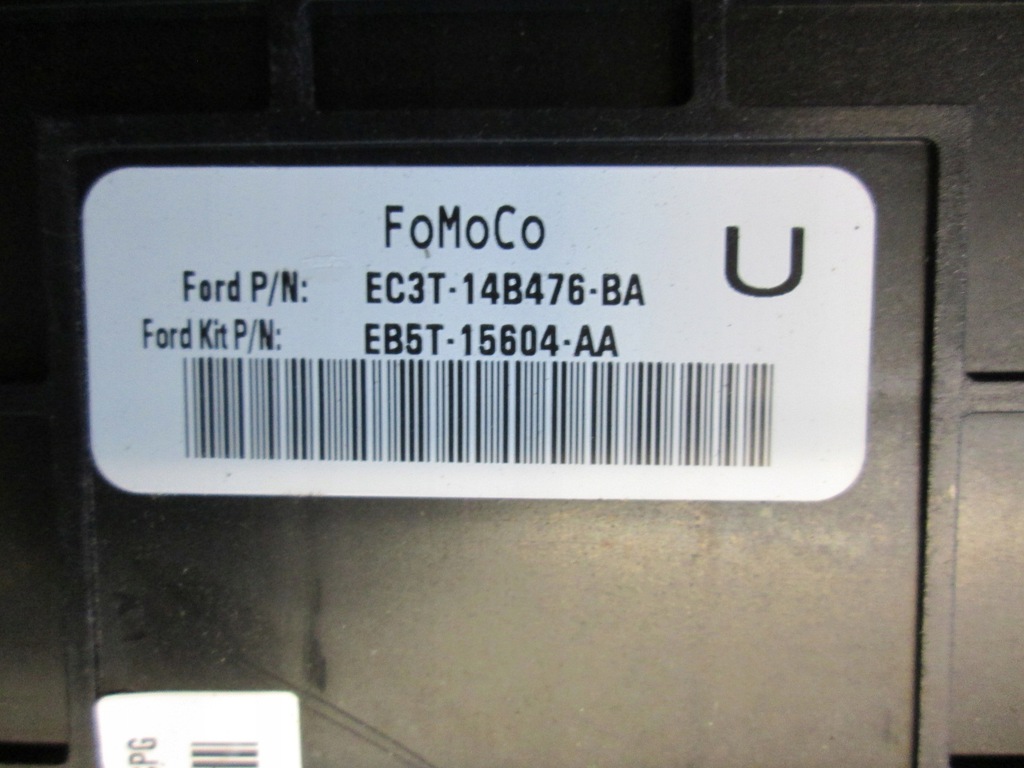 FoMoCo
U
Ford P/N: EC3T-14B476-BA
Ford Kit P/N: EB5T-15604-AA